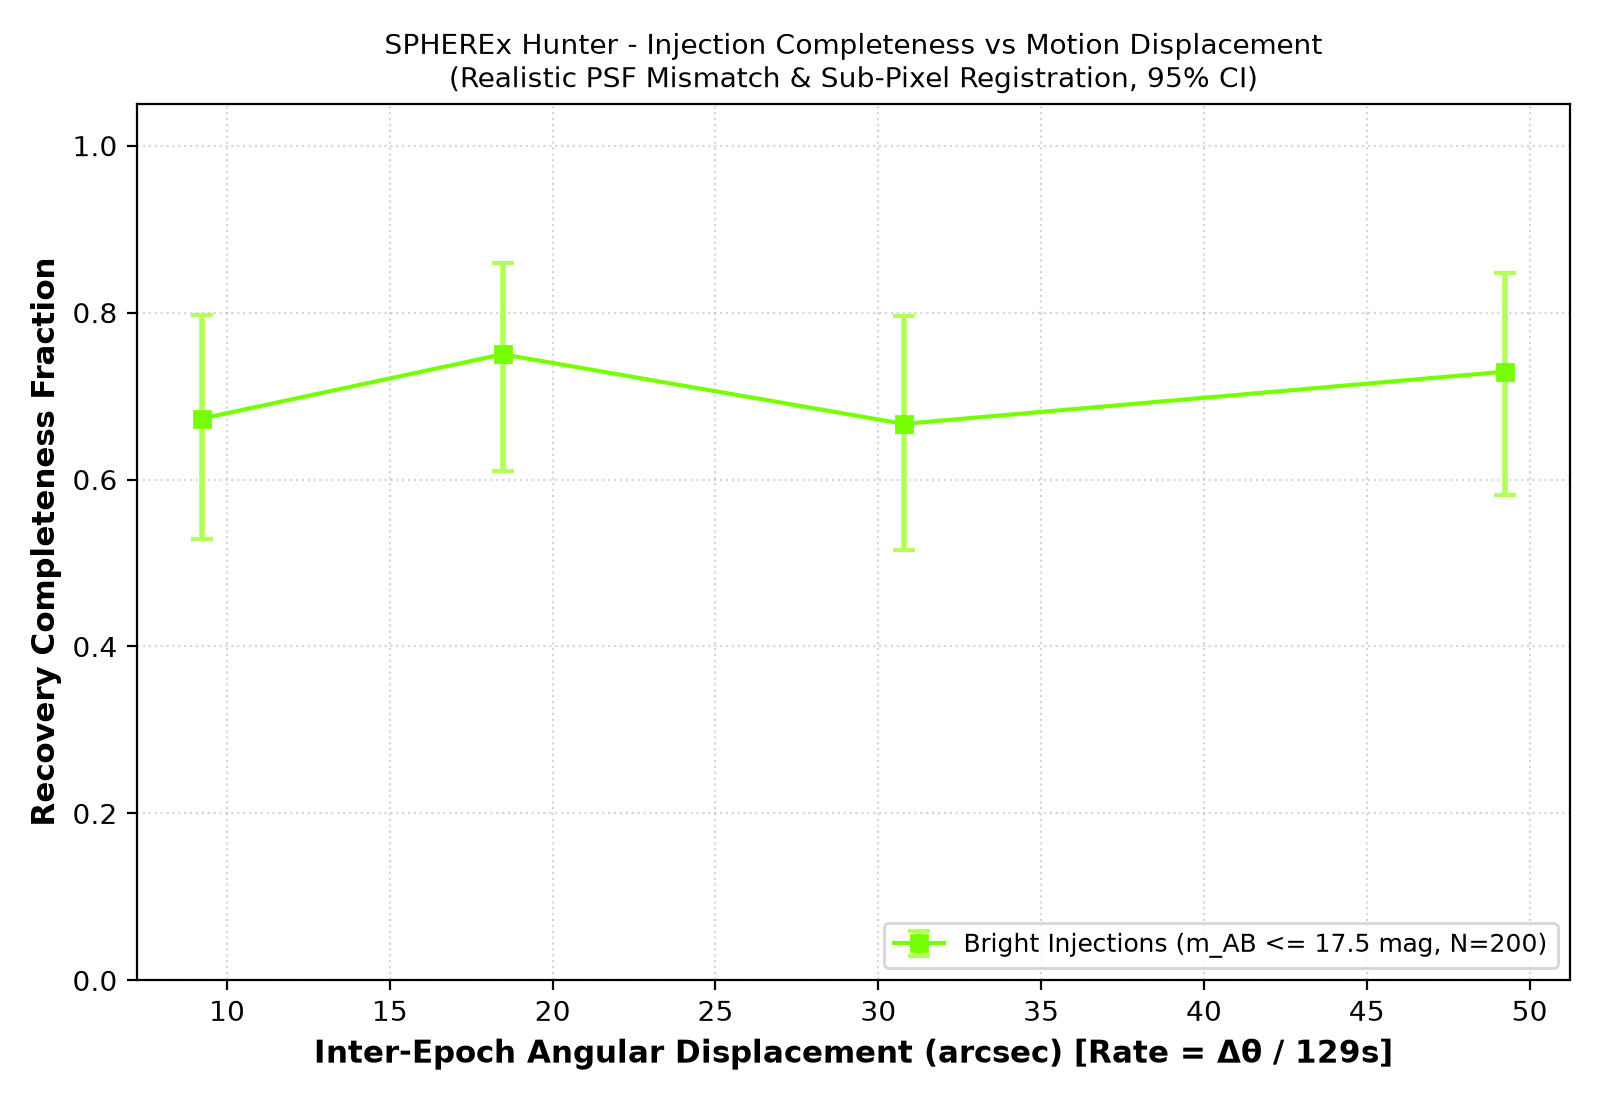 SPHEREx Hunter - Injection Completeness vs Motion Displacement
(Realistic PSF Mismatch & Sub-Pixel Registration, 95% CI)
Recovery Completeness Fraction
1.0
0.8
0.6
0.4
0.2
0.0
Bright Injections (m_AB <= 17.5 mag, N=200)
10 15 20 25 30 35 40 45 50
Inter-Epoch Angular Displacement (arcsec) [Rate = Δθ / 129s]